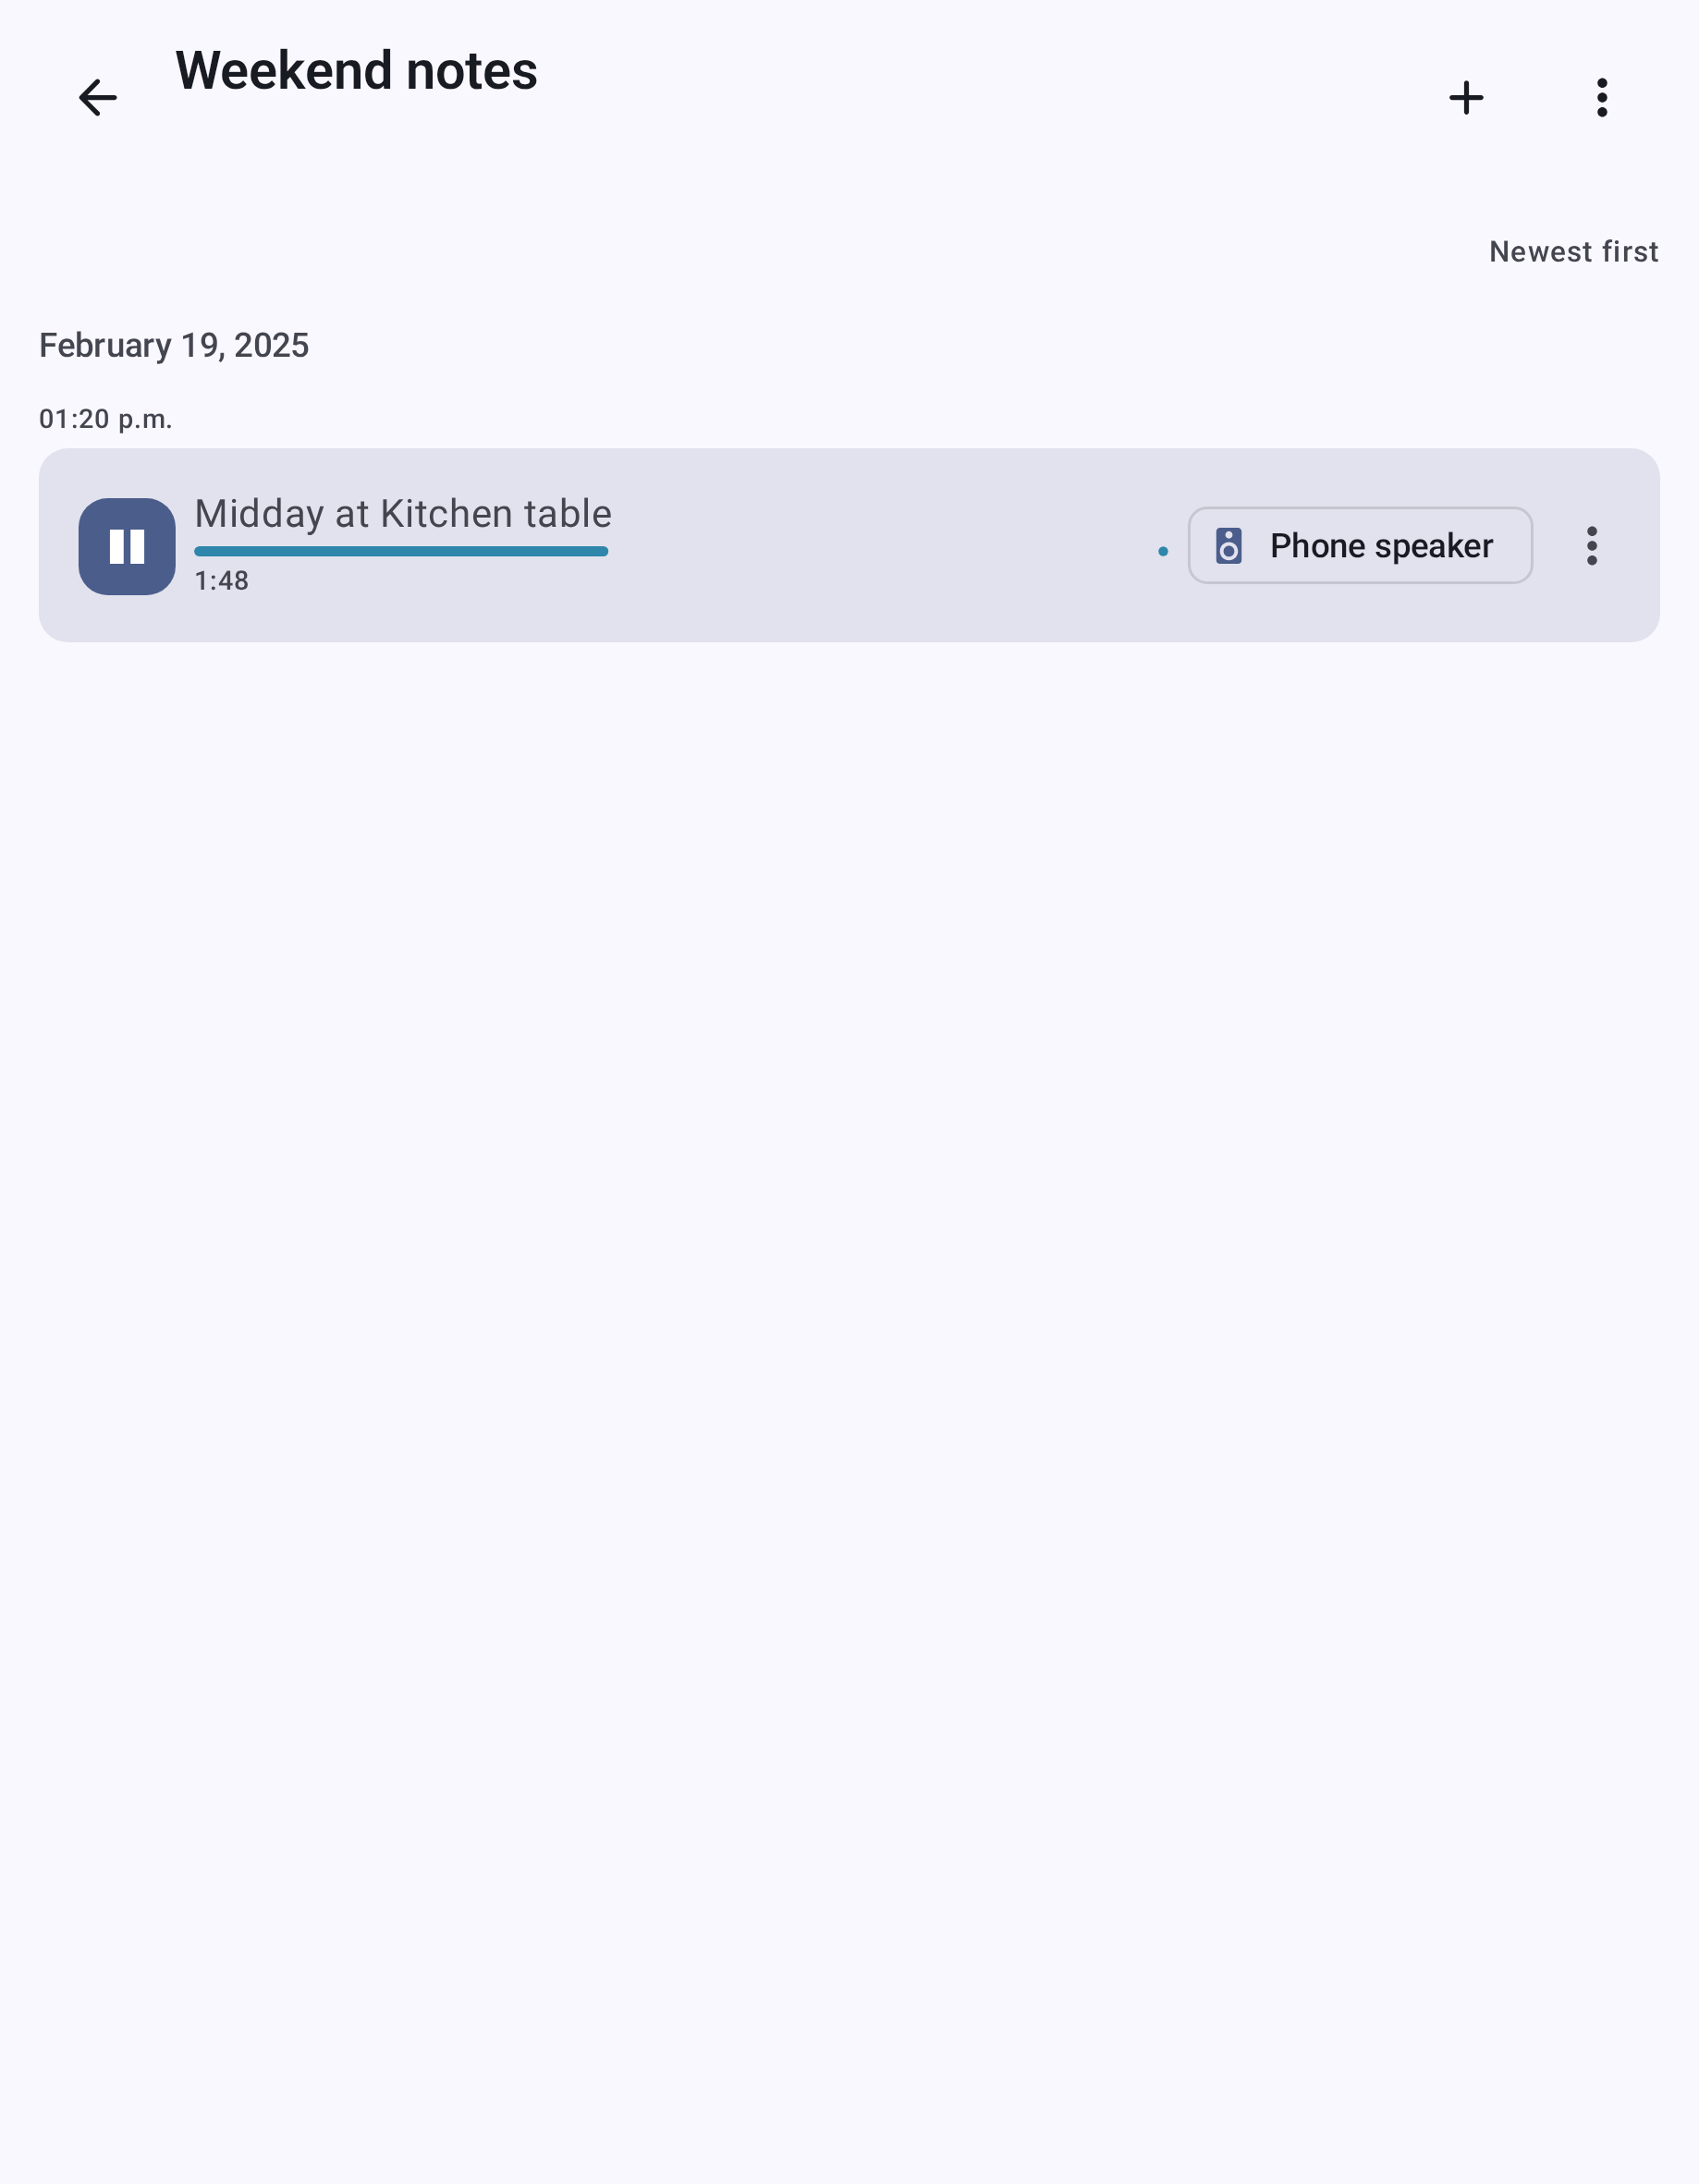 Weekend notes
Newest first
February 19, 2025
01:20 p.m.
Midday at Kitchen table
1:48
Phone speaker